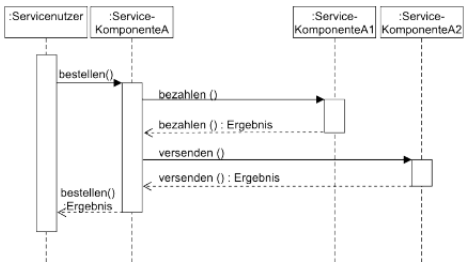 :Servicenutzer
:Service-
KomponenteA
:Service-
KomponenteA1
:Service-
KomponenteA2
bestellen()
bezahlen ()
bezahlen () : Ergebnis
versenden ()
versenden () : Ergebnis
bestellen()
:Ergebnis